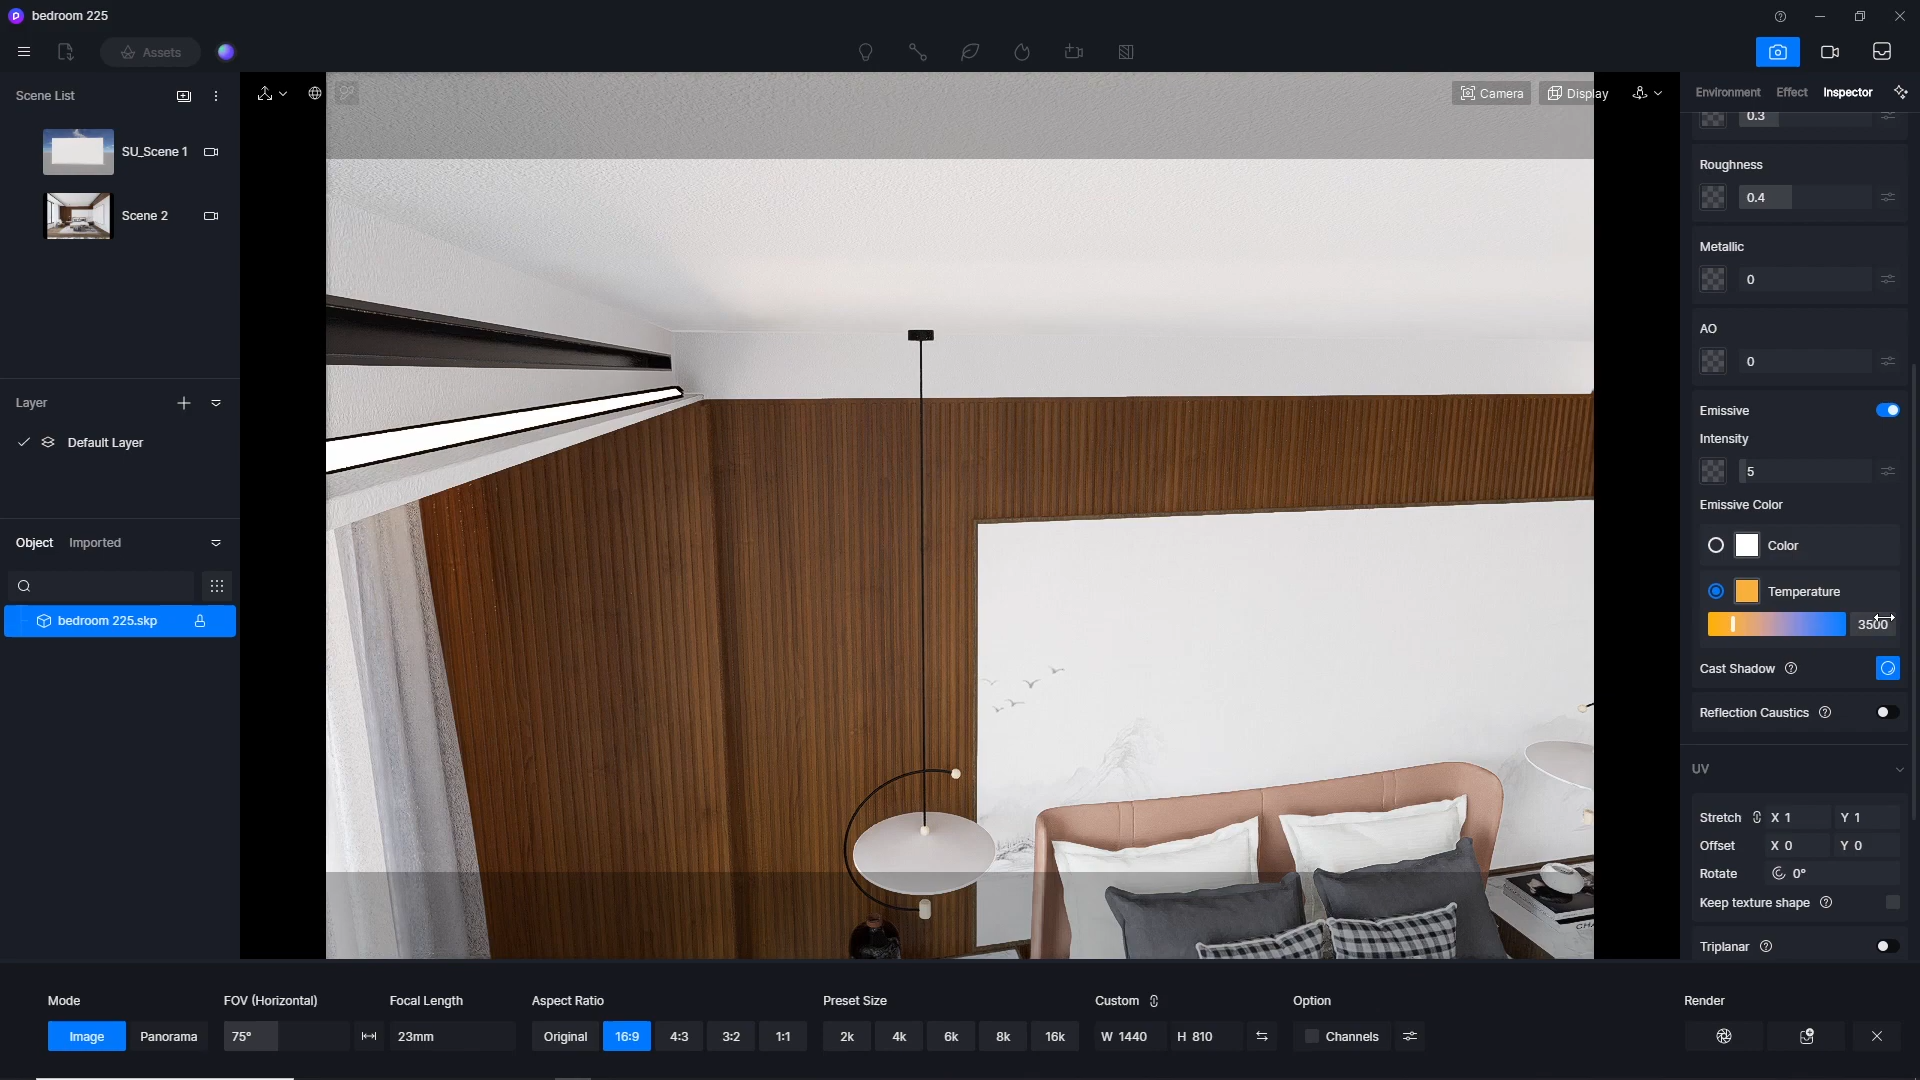 bedroom 225
Assets
Scene List
SU_Scene 1
Scene 2
Layer
Default Layer
Object Imported
bedroom 225.skp
Camera
Display
Environment Effect Inspector
0.3
Roughness
0.4
Metallic
0
AO
0
Emissive
Intensity
5
Emissive Color
Color
Temperature
3500
Cast Shadow
Reflection Caustics
UV
Stretch X 1 Y 1
Offset X 0 Y 0
Rotate 0°
Keep texture shape
Triplanar
Mode FOV (Horizontal) Focal Length Aspect Ratio Preset Size Custom Option Render
Image Panorama 75° 23mm Original 16:9 4:3 3:2 1:1 2k 4k 6k 8k 16k W 1440 H 810 Channels